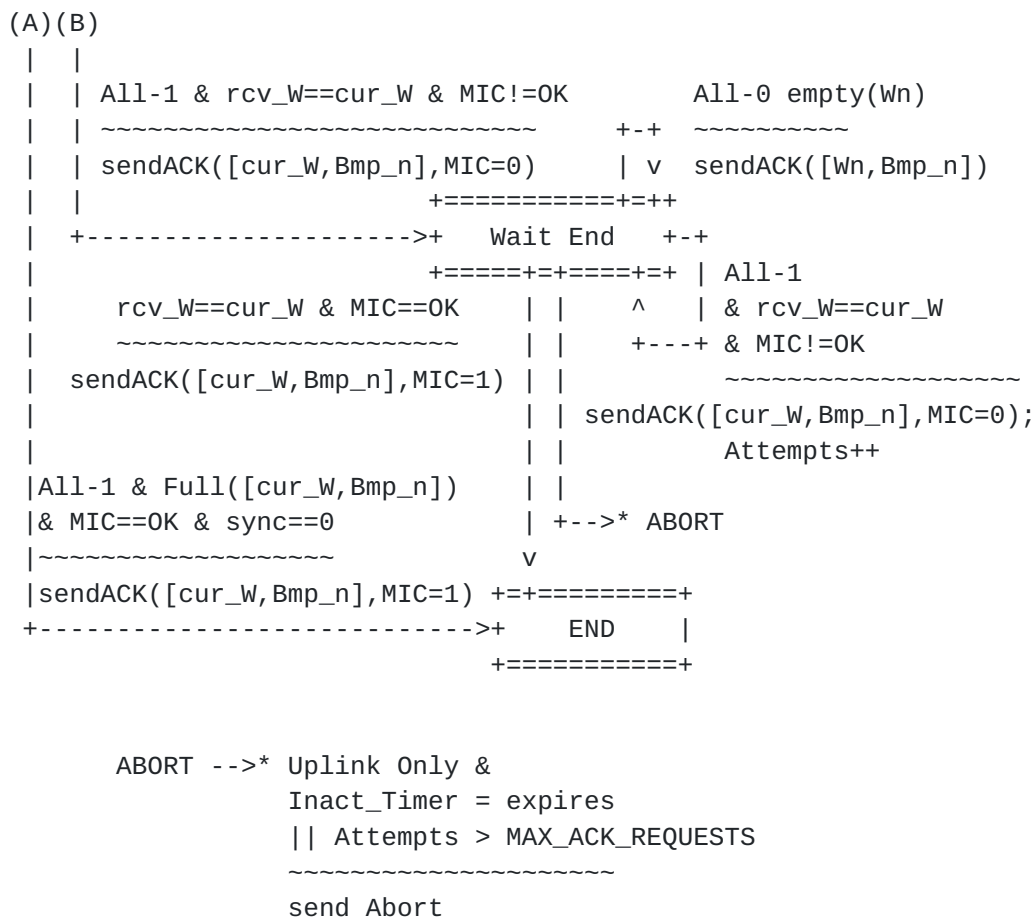 (A)(B)
 |  |
 |  | All-1 & rcv_W==cur_W & MIC!=OK        All-0 empty(Wn)
 |  | ~~~~~~~~~~~~~~~~~~~~~~~~~~~~     +-+  ~~~~~~~~~~
 |  | sendACK([cur_W,Bmp_n],MIC=0)     | v  sendACK([Wn,Bmp_n])
 |  |                      +===========+=++
 |  +--------------------->+   Wait End   +-+
 |                         +=====+=+====+=+ | All-1
 |     rcv_W==cur_W & MIC==OK    | |    ^   | & rcv_W==cur_W
 |     ~~~~~~~~~~~~~~~~~~~~~~    | |    +---+ & MIC!=OK
 |  sendACK([cur_W,Bmp_n],MIC=1) | |          ~~~~~~~~~~~~~~~~~~~
 |                               | | sendACK([cur_W,Bmp_n],MIC=0);
 |                               | |          Attempts++
 |All-1 & Full([cur_W,Bmp_n])    | |
 |& MIC==OK & sync==0            | +-->* ABORT
 |~~~~~~~~~~~~~~~~~~~            v
 |sendACK([cur_W,Bmp_n],MIC=1) +=+=========+
 +---------------------------->+    END    |
                               +===========+
       ABORT -->* Uplink Only &
                  Inact_Timer = expires
                  || Attempts > MAX_ACK_REQUESTS
                  ~~~~~~~~~~~~~~~~~~~~~
                  send Abort